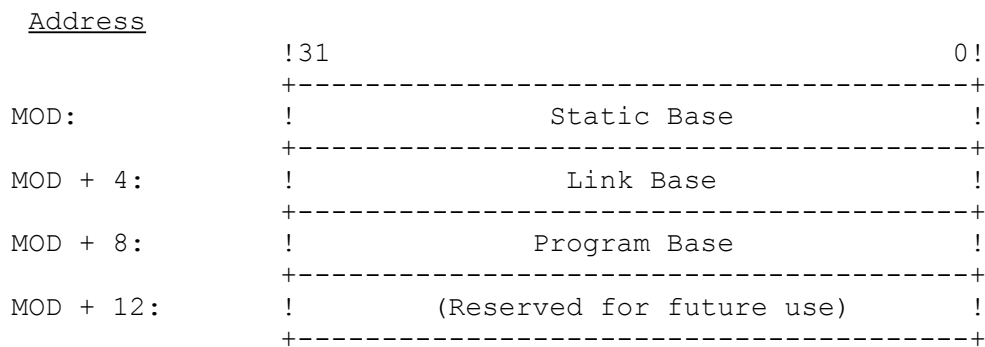 Address
!31 0!
+-----------------------------------------+
MOD: ! Static Base !
+-----------------------------------------+
MOD + 4: ! Link Base !
+-----------------------------------------+
MOD + 8: ! Program Base !
+-----------------------------------------+
MOD + 12: ! (Reserved for future use) !
+-----------------------------------------+